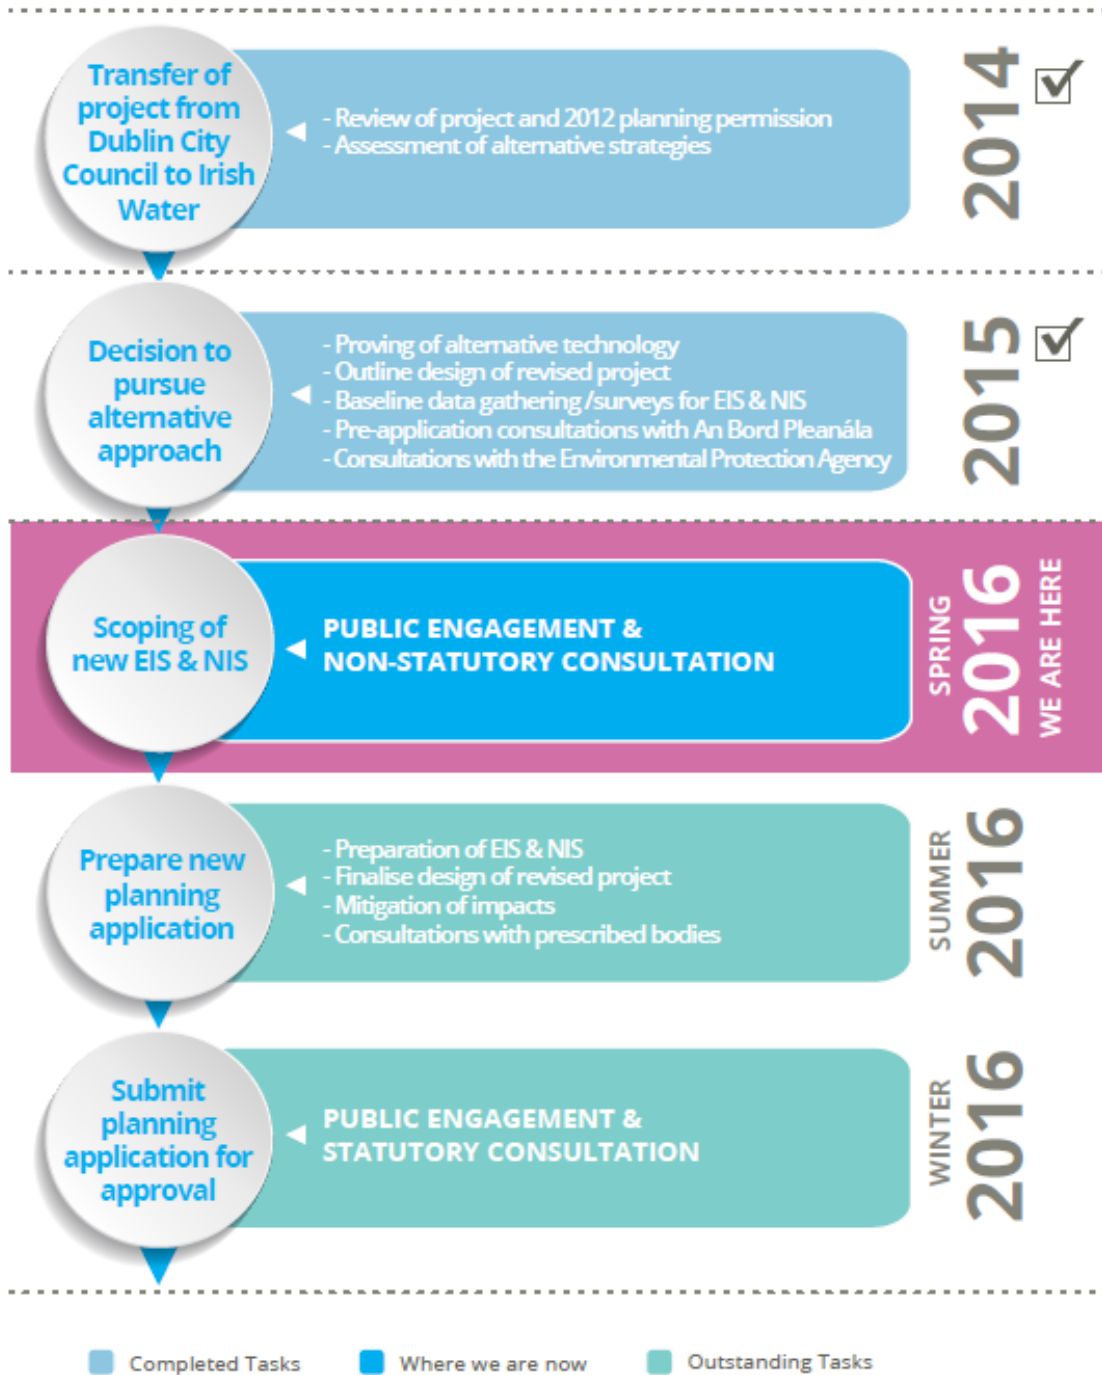 Transfer of
project from
Dublin City
Council to Irish
Water
- Review of project and 2012 planning permission
- Assessment of alternative strategies
2014
Decision to
pursue
alternative
approach
- Proving of alternative technology
- Outline design of revised project
- Baseline data gathering /surveys for EIS & NIS
- Pre-application consultations with An Bord Pleanála
- Consultations with the Environmental Protection Agency
2015
Scoping of
new EIS & NIS
PUBLIC ENGAGEMENT &
NON-STATUTORY CONSULTATION
SPRING
2016
WE ARE HERE
Prepare new
planning
application
- Preparation of EIS & NIS
- Finalise design of revised project
- Mitigation of impacts
- Consultations with prescribed bodies
SUMMER
2016
Submit
planning
application for
approval
PUBLIC ENGAGEMENT &
STATUTORY CONSULTATION
WINTER
2016
Completed Tasks
Where we are now
Outstanding Tasks